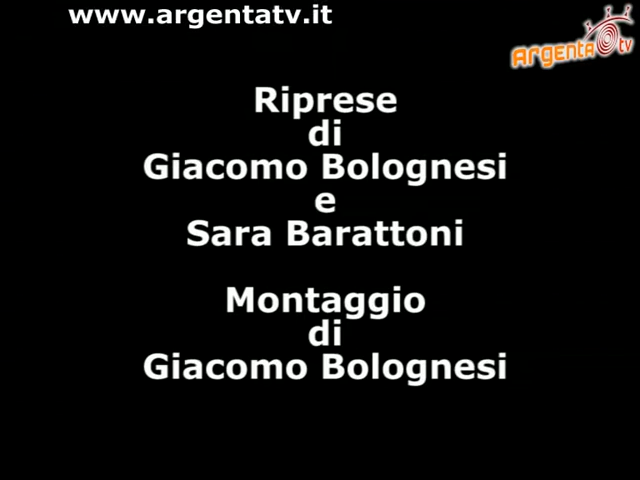 www.argentatv.it
Argenta tv
Riprese
di
Giacomo Bolognesi
e
Sara Barattoni
Montaggio
di
Giacomo Bolognesi